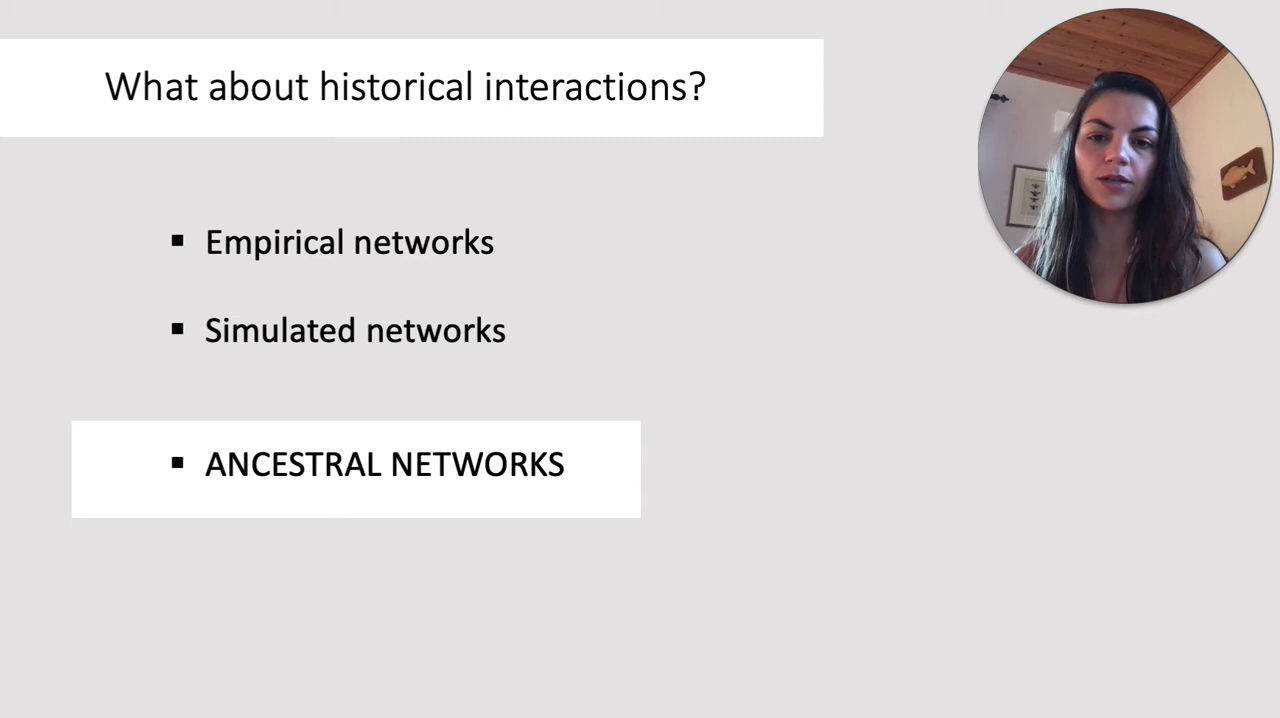 What about historical interactions?
▪ Empirical networks
▪ Simulated networks
▪ ANCESTRAL NETWORKS